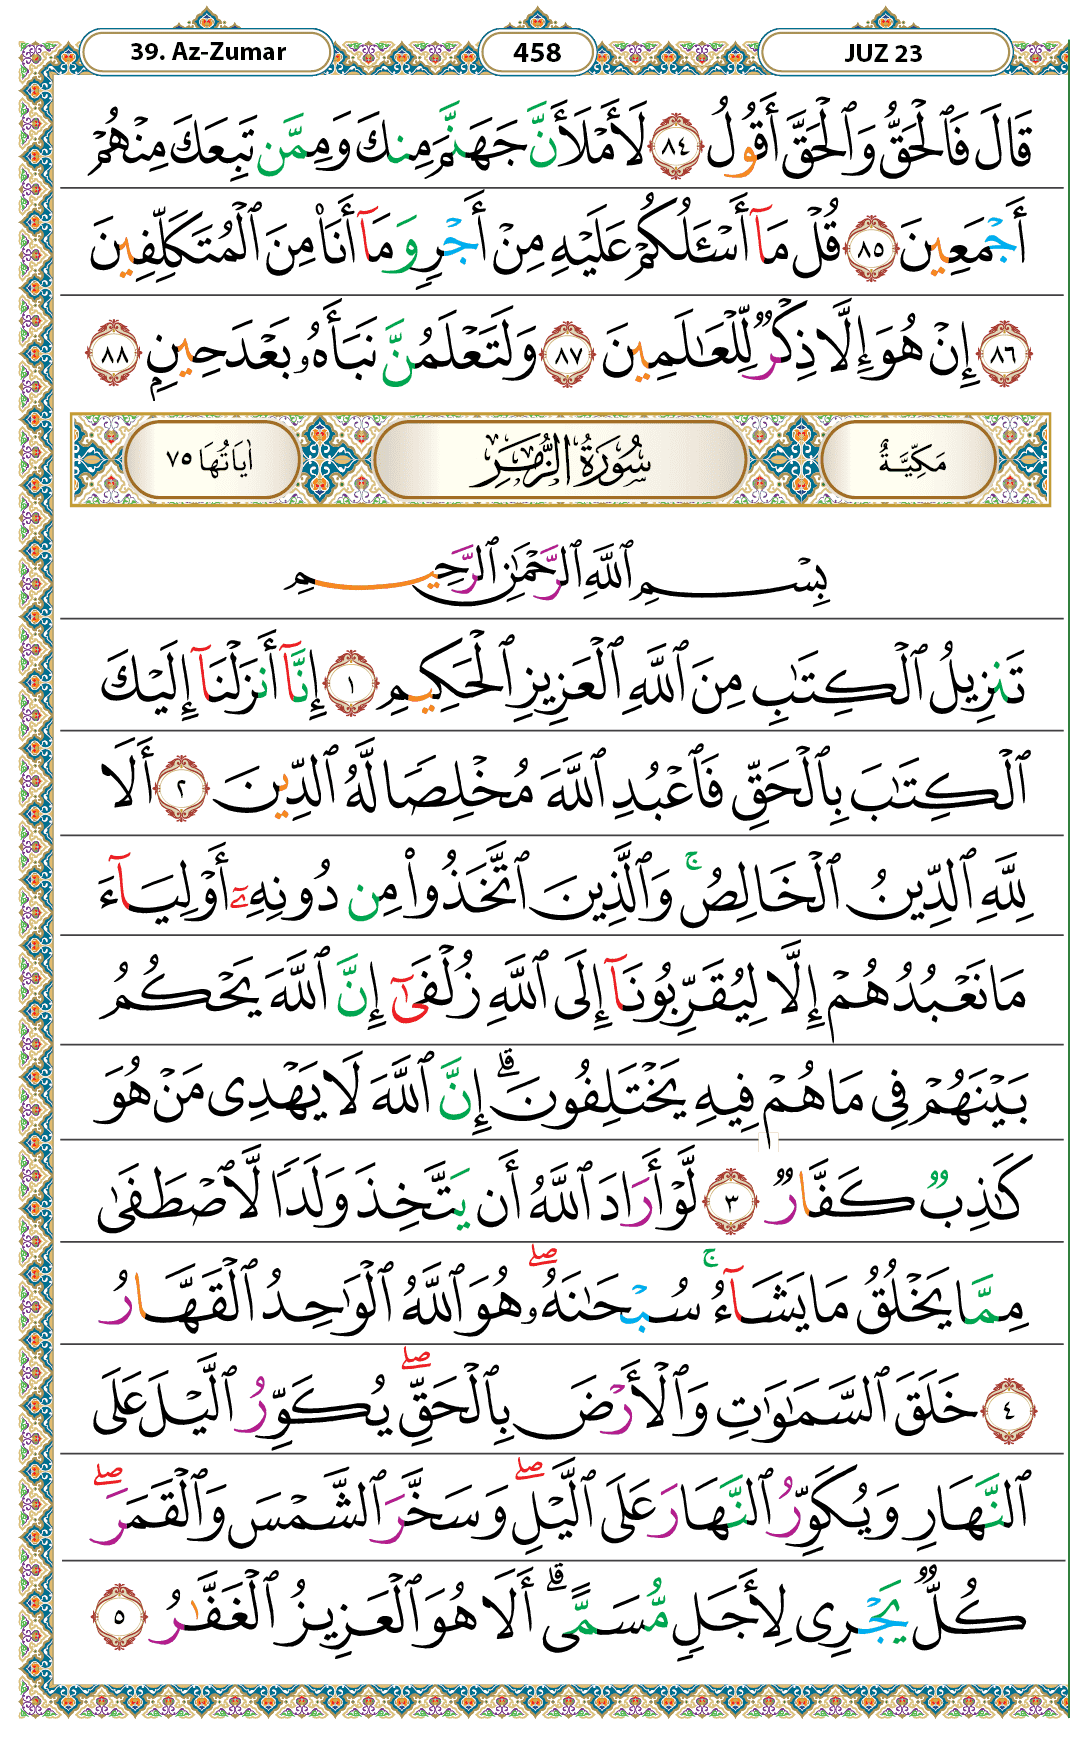 39. Az-Zumar 458 JUZ 23
قَالَ فَٱلْحَقُّ وَٱلْحَقَّ أَقُولُ ٨٤ لَأَمْلَأَنَّ جَهَنَّمَ مِنكَ وَمِمَّن تَبِعَكَ مِنْهُمْ
أَجْمَعِينَ ٨٥ قُلْ مَآ أَسْـَٔلُكُمْ عَلَيْهِ مِنْ أَجْرٍ وَمَآ أَنَا۠ مِنَ ٱلْمُتَكَلِّفِينَ
٨٦ إِنْ هُوَ إِلَّا ذِكْرٌ لِّلْعَـٰلَمِينَ ٨٧ وَلَتَعْلَمُنَّ نَبَأَهُۥ بَعْدَ حِينٍۭ ٨٨
مَكِّيَّةٌ سُورَةُ الزُّمَرِ اٰيَاتُهَا ٧٥
بِسْمِ ٱللَّهِ ٱلرَّحْمَـٰنِ ٱلرَّحِيمِ
تَنزِيلُ ٱلْكِتَـٰبِ مِنَ ٱللَّهِ ٱلْعَزِيزِ ٱلْحَكِيمِ ١ إِنَّآ أَنزَلْنَآ إِلَيْكَ
ٱلْكِتَـٰبَ بِٱلْحَقِّ فَٱعْبُدِ ٱللَّهَ مُخْلِصًا لَّهُ ٱلدِّينَ ٢ أَلَا
لِلَّهِ ٱلدِّينُ ٱلْخَالِصُ ۚ وَٱلَّذِينَ ٱتَّخَذُوا۟ مِن دُونِهِۦٓ أَوْلِيَآءَ
مَا نَعْبُدُهُمْ إِلَّا لِيُقَرِّبُونَآ إِلَى ٱللَّهِ زُلْفَىٰٓ إِنَّ ٱللَّهَ يَحْكُمُ
بَيْنَهُمْ فِى مَا هُمْ فِيهِ يَخْتَلِفُونَ ۗ إِنَّ ٱللَّهَ لَا يَهْدِى مَنْ هُوَ
كَـٰذِبٌ كَفَّارٌ ٣ لَّوْ أَرَادَ ٱللَّهُ أَن يَتَّخِذَ وَلَدًا لَّٱصْطَفَىٰ
مِمَّا يَخْلُقُ مَا يَشَآءُ ۚ سُبْحَـٰنَهُۥ ۖ هُوَ ٱللَّهُ ٱلْوَٰحِدُ ٱلْقَهَّارُ
٤ خَلَقَ ٱلسَّمَـٰوَٰتِ وَٱلْأَرْضَ بِٱلْحَقِّ ۖ يُكَوِّرُ ٱلَّيْلَ عَلَى
ٱلنَّهَارِ وَيُكَوِّرُ ٱلنَّهَارَ عَلَى ٱلَّيْلِ ۖ وَسَخَّرَ ٱلشَّمْسَ وَٱلْقَمَرَ ۖ
كُلٌّ يَجْرِى لِأَجَلٍ مُّسَمًّى ۗ أَلَا هُوَ ٱلْعَزِيزُ ٱلْغَفَّـٰرُ ٥